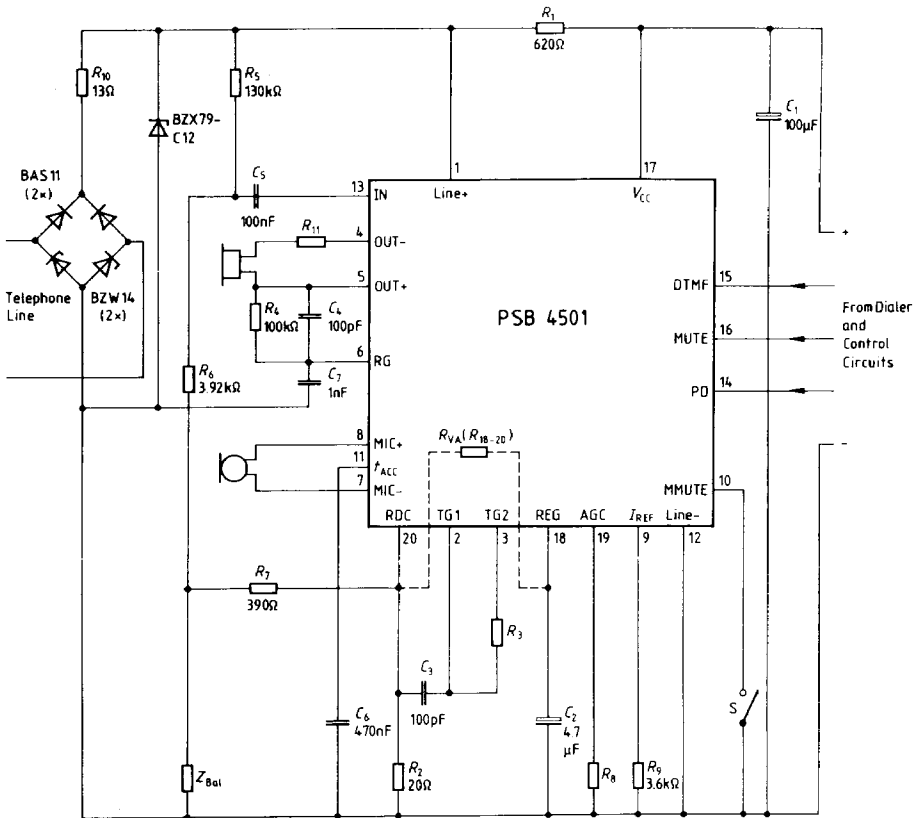 R1
620Ω
R10
13Ω
R5
130kΩ
BZX79-
C12
C1
100µF
BAS11
(2×)
C5
100nF
13
IN
1
Line+
17
VCC
R11
4
OUT-
5
OUT+
+
Telephone
Line
BZW14
(2×)
R4
100kΩ
C4
100pF
PSB 4501
DTMF
15
From Dialer
and
Control
Circuits
MUTE
16
6
RG
R6
3.92kΩ
C7
1nF
PD
14
8
MIC+
11
tACC
7
MIC-
RVA(R18-20)
-
MMUTE
10
RDC
20
TG1
2
TG2
3
REG
18
AGC
19
IREF
9
Line-
12
R7
390Ω
R3
C3
100pF
S
C6
470nF
C2
4.7
µF
ZBal
R2
20Ω
R8
R9
3.6kΩ